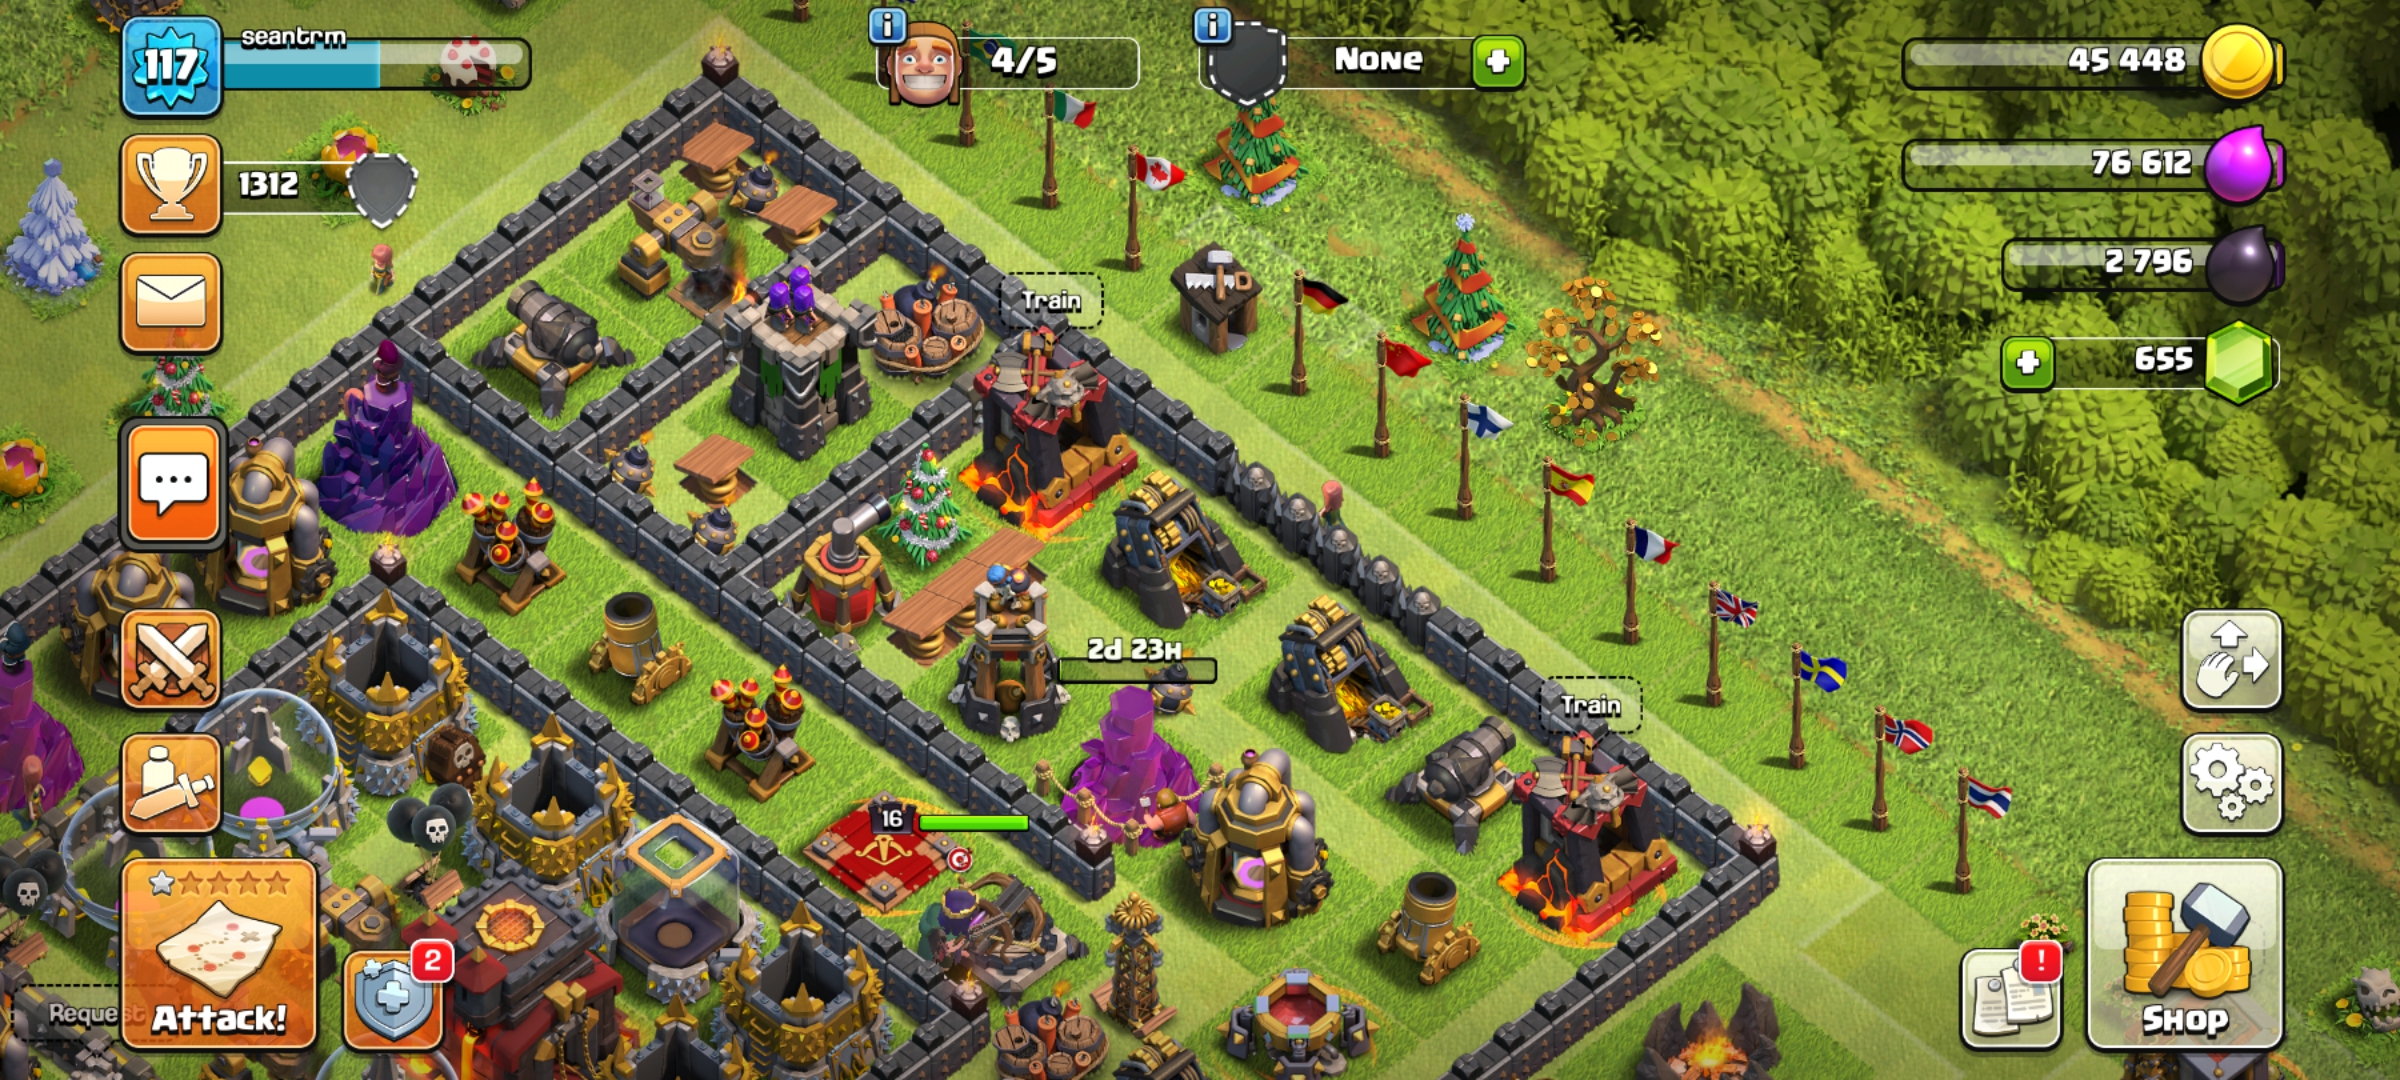 117
seantrm
4/5
None
45 448
1312
76 612
2 796
655
Train
2d 23h
Train
16
2
Request
Attack!
!
Shop